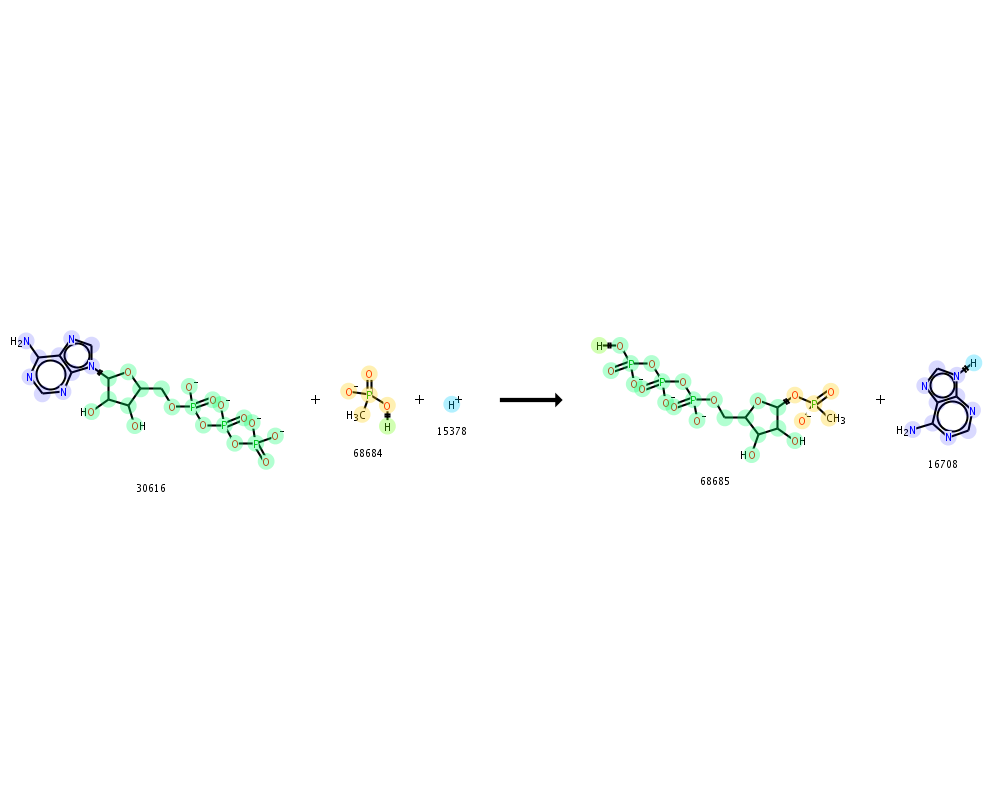 H₂N N N N N O HO OH O P O⁻ O O P O⁻ O O P O⁻ O⁻ O
30616
+
O O⁻ P O H₃C H
68684
+
H⁺
15378
H O P O O O⁻ P O O O⁻ P O O⁻ O O HO OH O P O O⁻ CH₃
68685
+
H N N N N H₂N
16708